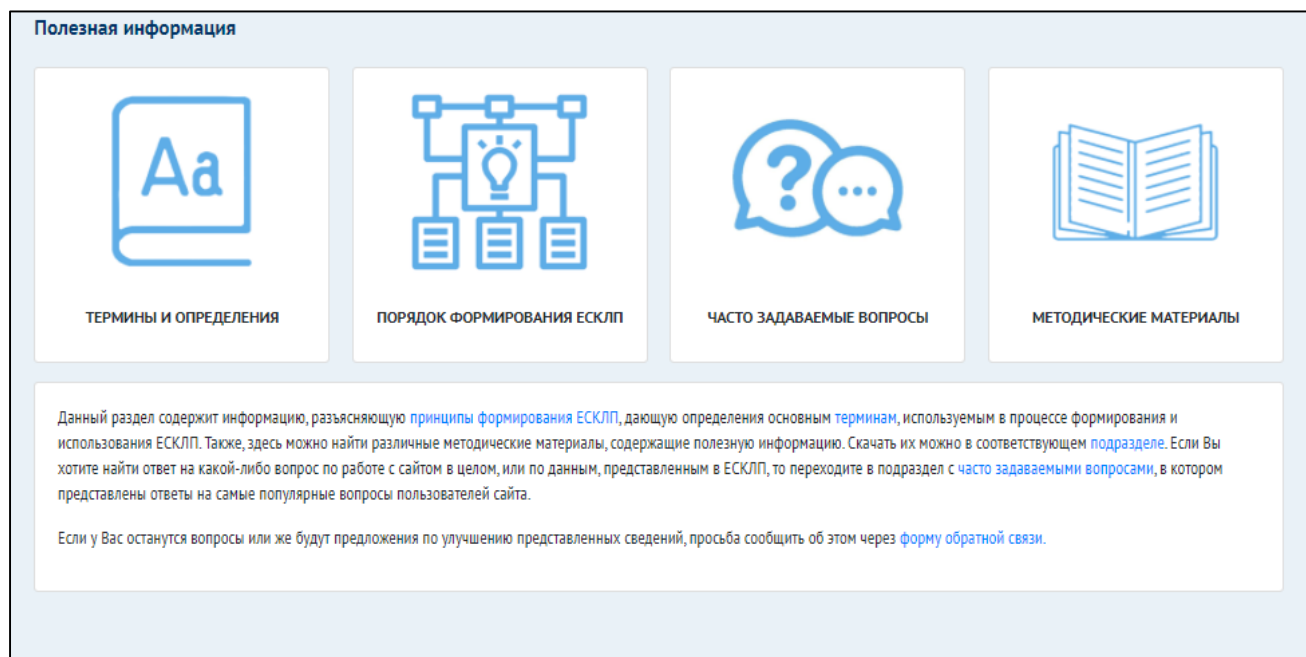 Полезная информация
Aa
ТЕРМИНЫ И ОПРЕДЕЛЕНИЯ
ПОРЯДОК ФОРМИРОВАНИЯ ЕСКЛП
ЧАСТО ЗАДАВАЕМЫЕ ВОПРОСЫ
МЕТОДИЧЕСКИЕ МАТЕРИАЛЫ
Данный раздел содержит информацию, разъясняющую принципы формирования ЕСКЛП, дающую определения основным терминам, используемым в процессе формирования и
использования ЕСКЛП. Также, здесь можно найти различные методические материалы, содержащие полезную информацию. Скачать их можно в соответствующем подразделе. Если Вы
хотите найти ответ на какой-либо вопрос по работе с сайтом в целом, или по данным, представленным в ЕСКЛП, то переходите в подраздел с часто задаваемыми вопросами, в котором
представлены ответы на самые популярные вопросы пользователей сайта.
Если у Вас останутся вопросы или же будут предложения по улучшению представленных сведений, просьба сообщить об этом через форму обратной связи.